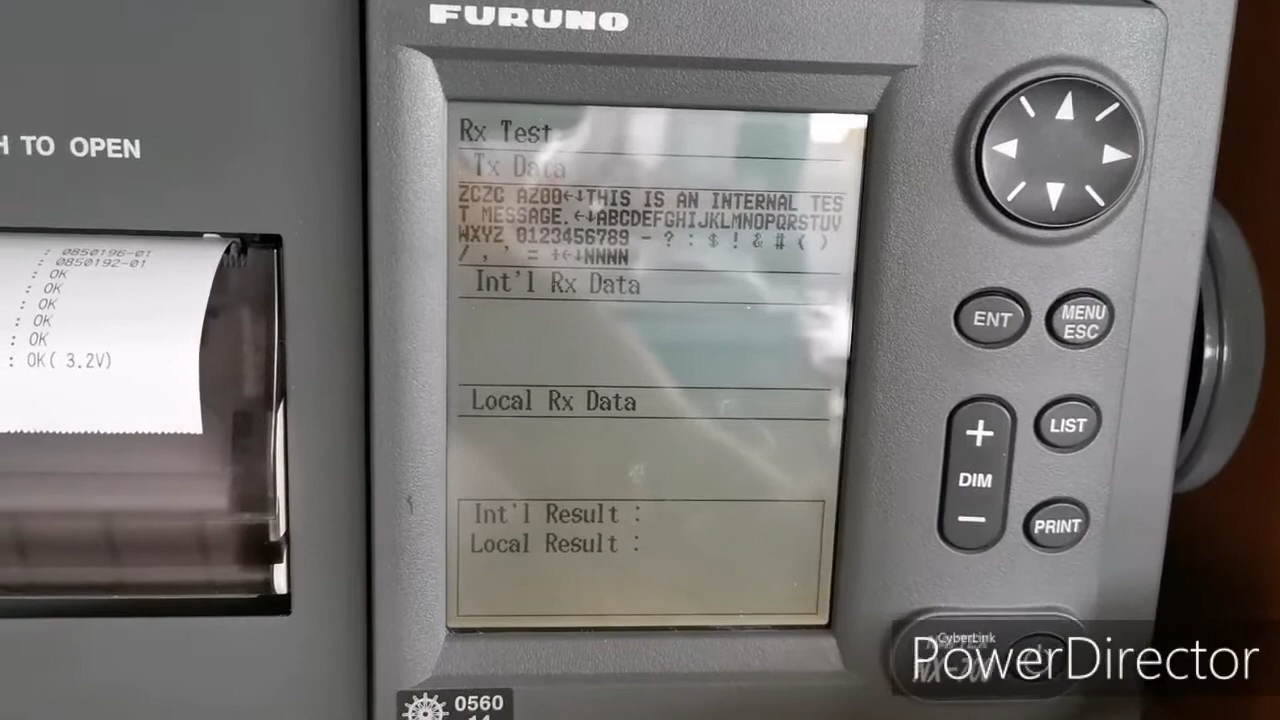 FURUNO
H TO OPEN
: 0850196-01
: 0850192-01
: OK
: OK
: OK
: OK
: OK
: OK( 3.2V)
Rx Test
Tx Data
ZCZC AZ00←↓THIS IS AN INTERNAL TES
T MESSAGE.←↓ABCDEFGHIJKLMNOPQRSTUV
WXYZ 0123456789 - ? : $ ! & # ( )
/ , ' = +←↓NNNN
Int'l Rx Data
Local Rx Data
Int'l Result :
Local Result :
ENT
MENU
ESC
+
DIM
−
LIST
PRINT
CyberLink
PowerDirector
NX-700
0560